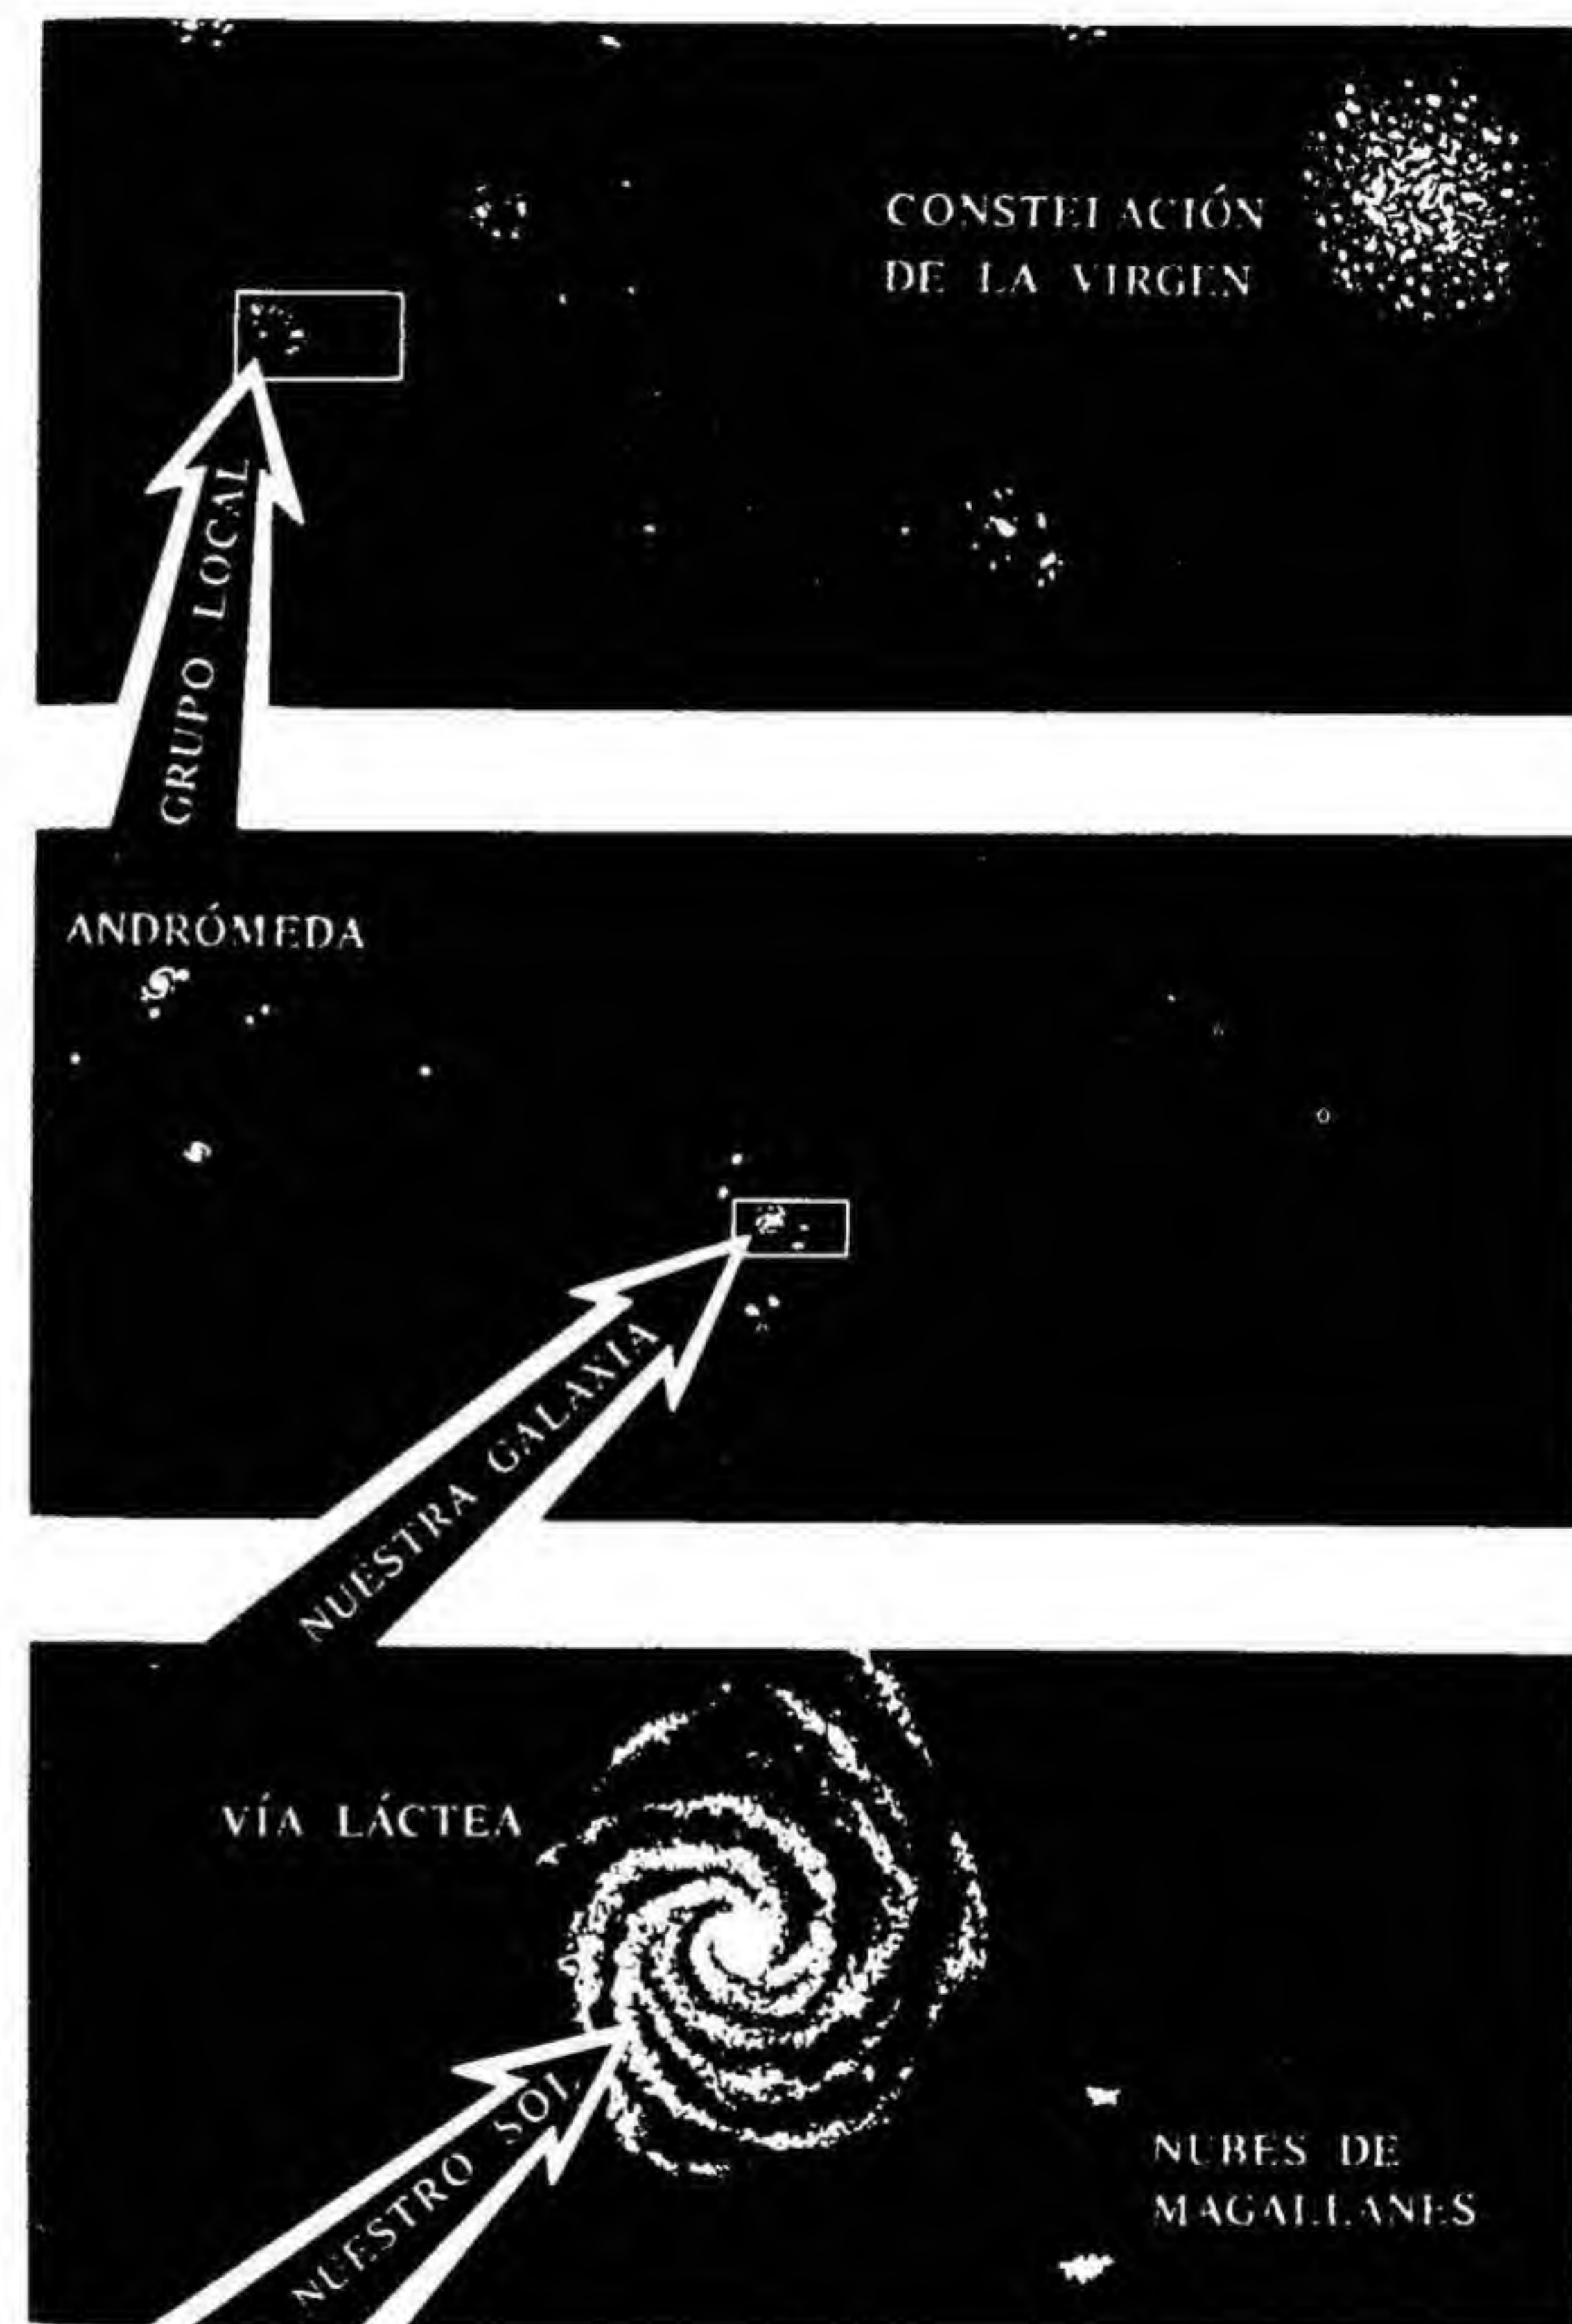 CONSTELACIÓN
DE LA VIRGEN
GRUPO LOCAL
ANDRÓMEDA
NUESTRA GALAXIA
VÍA LÁCTEA
NUESTRO SOL
NUBES DE
MAGALLANES